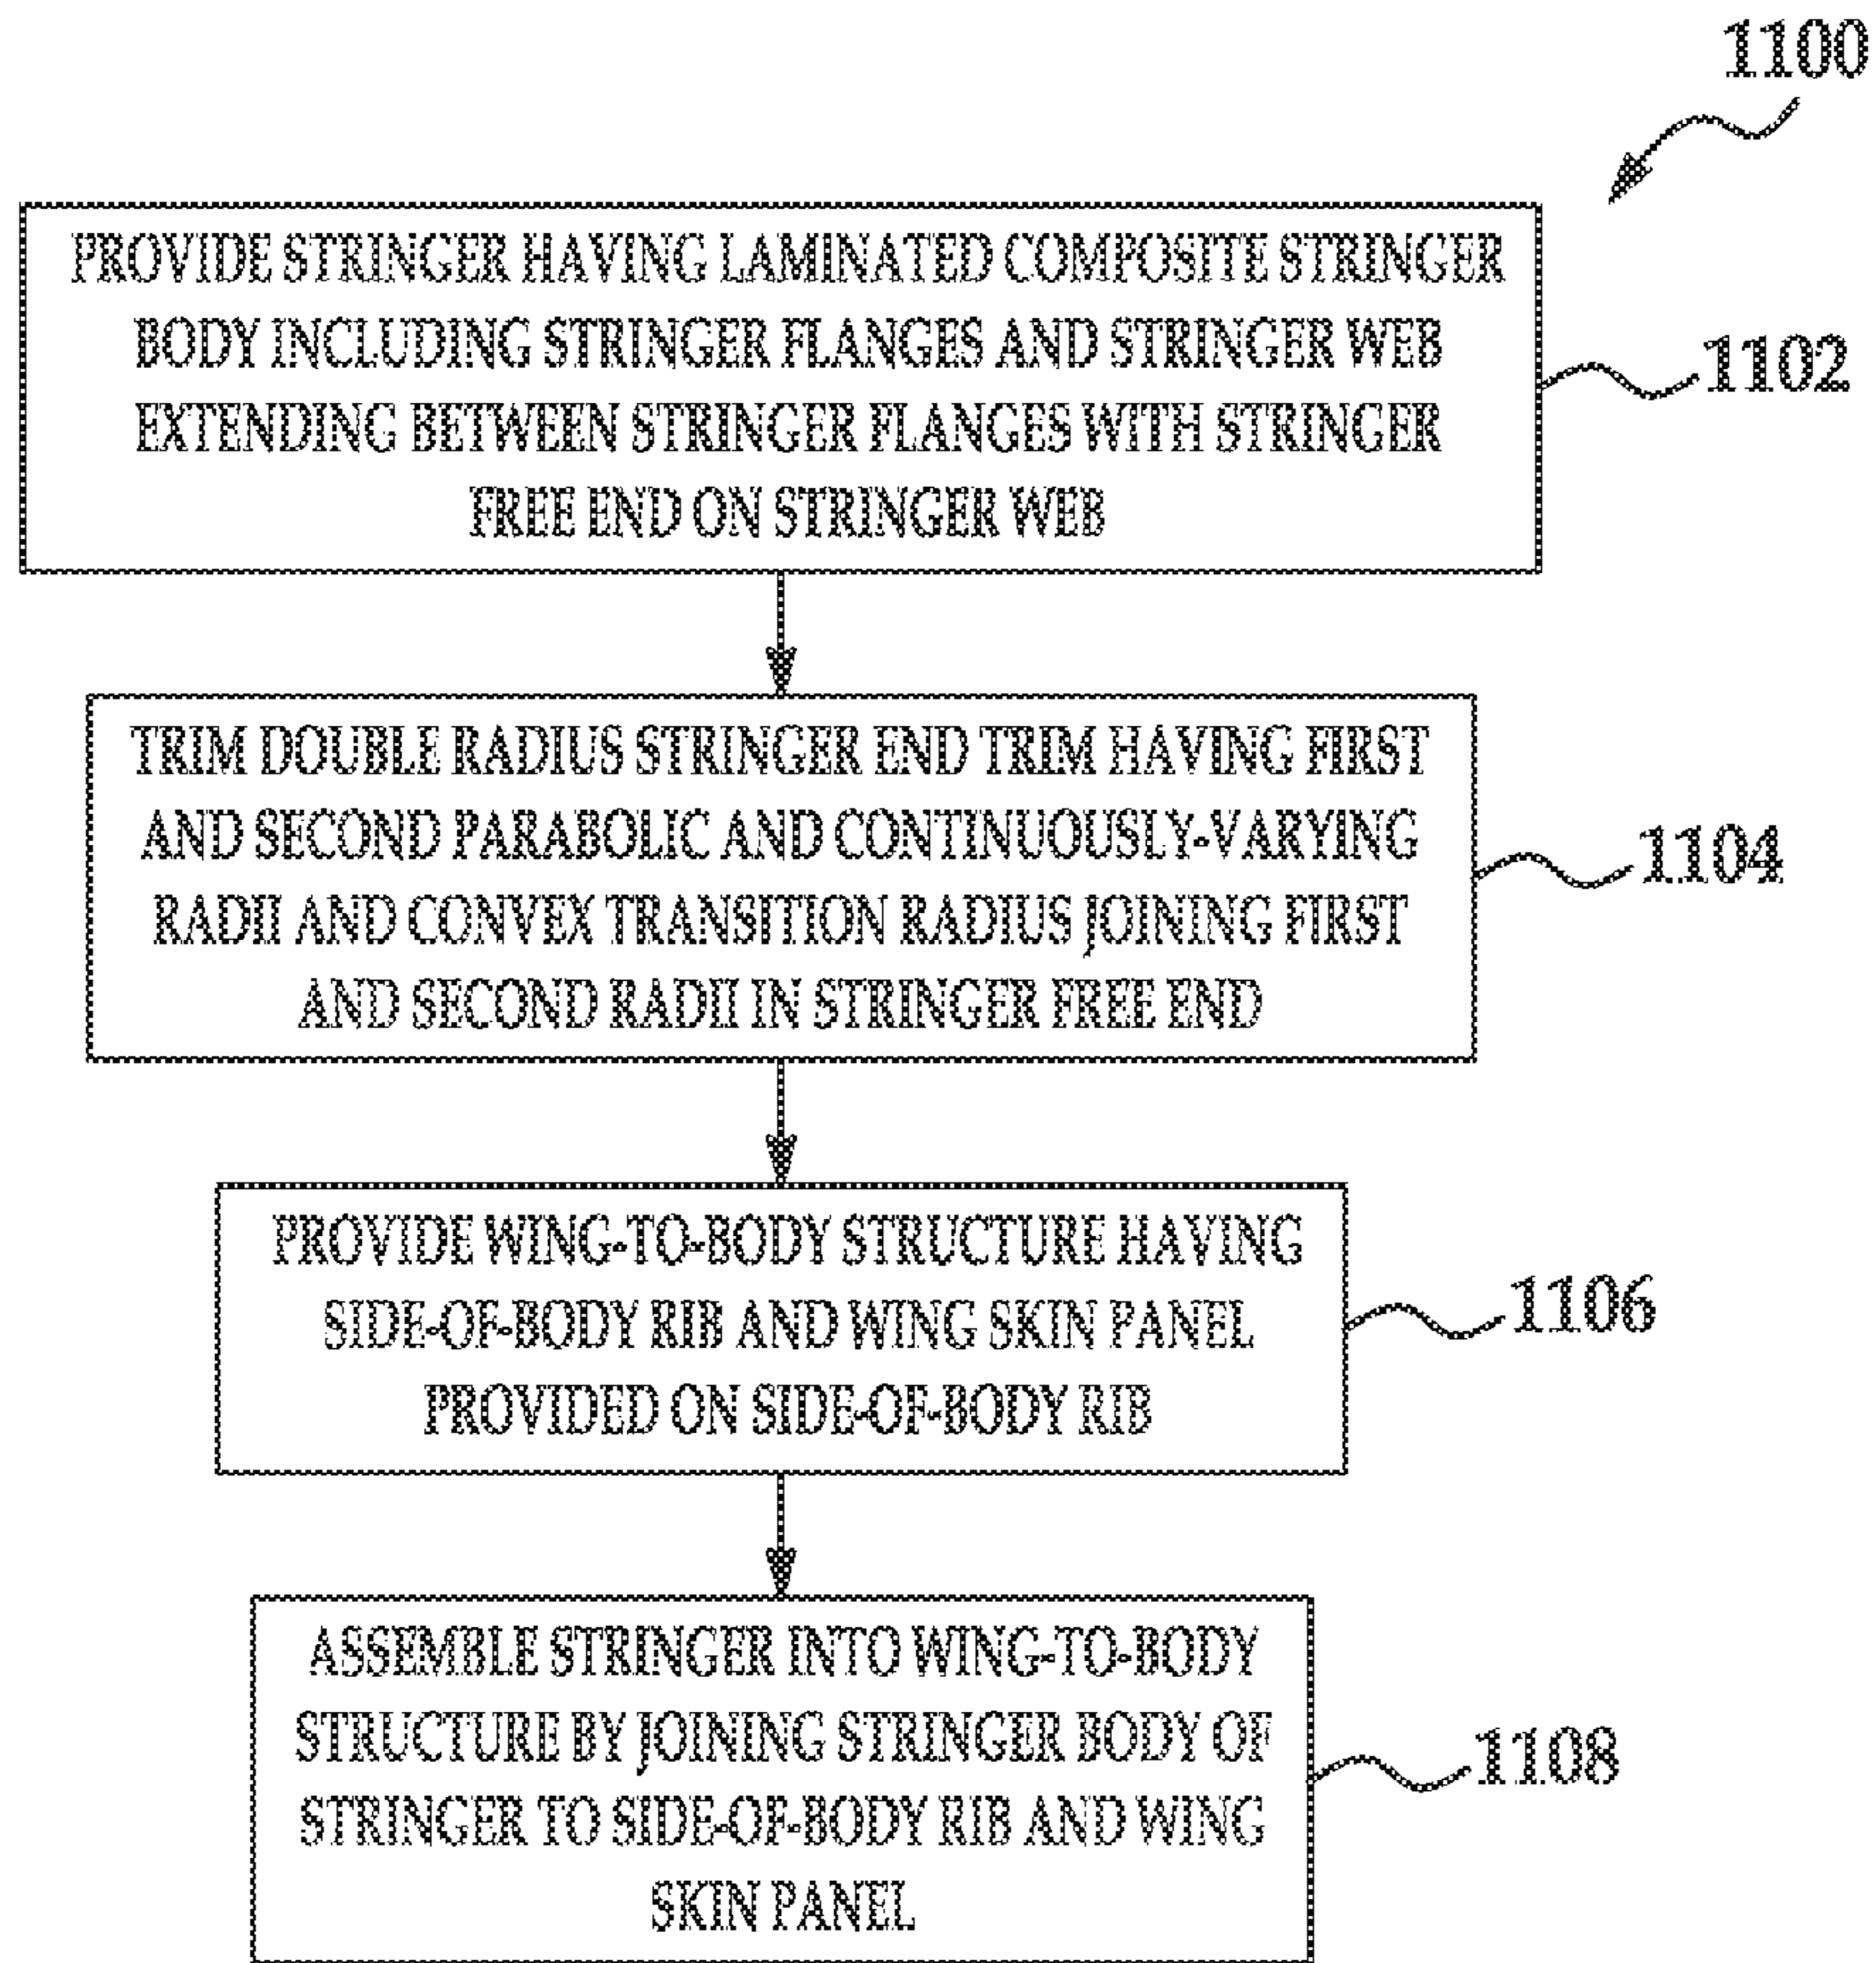 1100
PROVIDE STRINGER HAVING LAMINATED COMPOSITE STRINGER
BODY INCLUDING STRINGER FLANGES AND STRINGER WEB
EXTENDING BETWEEN STRINGER FLANGES WITH STRINGER
FREE END ON STRINGER WEB
1102
TRIM DOUBLE RADIUS STRINGER END TRIM HAVING FIRST
AND SECOND PARABOLIC AND CONTINUOUSLY-VARYING
RADII AND CONVEX TRANSITION RADIUS JOINING FIRST
AND SECOND RADII IN STRINGER FREE END
1104
PROVIDE WING-TO-BODY STRUCTURE HAVING
SIDE-OF-BODY RIB AND WING SKIN PANEL
PROVIDED ON SIDE-OF-BODY RIB
1106
ASSEMBLE STRINGER INTO WING-TO-BODY
STRUCTURE BY JOINING STRINGER BODY OF
STRINGER TO SIDE-OF-BODY RIB AND WING
SKIN PANEL
1108